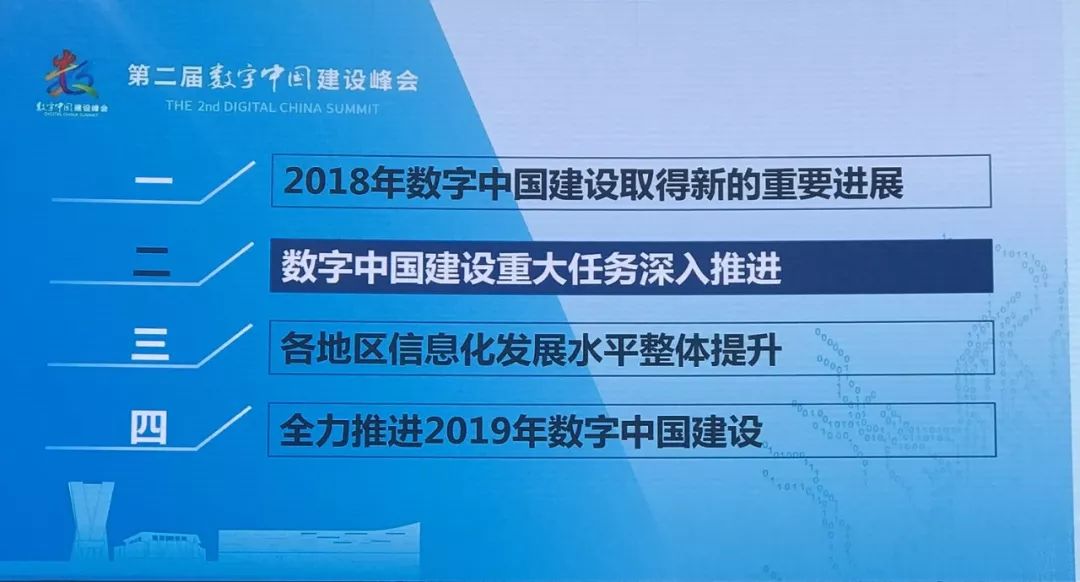 第二届数字中国建设峰会
THE 2nd DIGITAL CHINA SUMMIT
数字中国建设峰会
DIGITAL CHINA SUMMIT
一
2018年数字中国建设取得新的重要进展
二
数字中国建设重大任务深入推进
三
各地区信息化发展水平整体提升
四
全力推进2019年数字中国建设